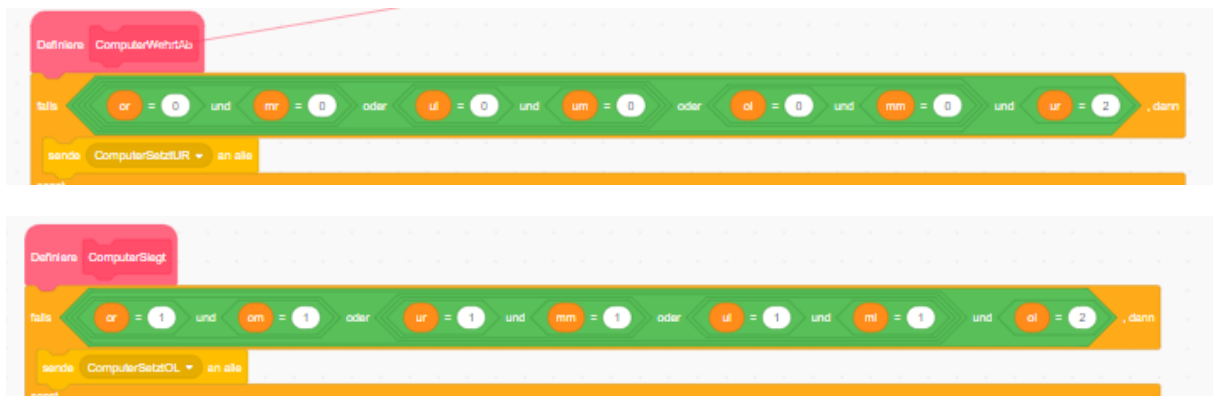 Definiere ComputerWehrtAb
falls or = 0 und mr = 0 oder ul = 0 und um = 0 oder ol = 0 und mm = 0 und ur = 2 , dann
sende ComputerSetztUR an alle
Definiere ComputerSiegt
falls or = 1 und om = 1 oder ur = 1 und mm = 1 oder ul = 1 und ml = 1 und ol = 2 , dann
sende ComputerSetztOL an alle